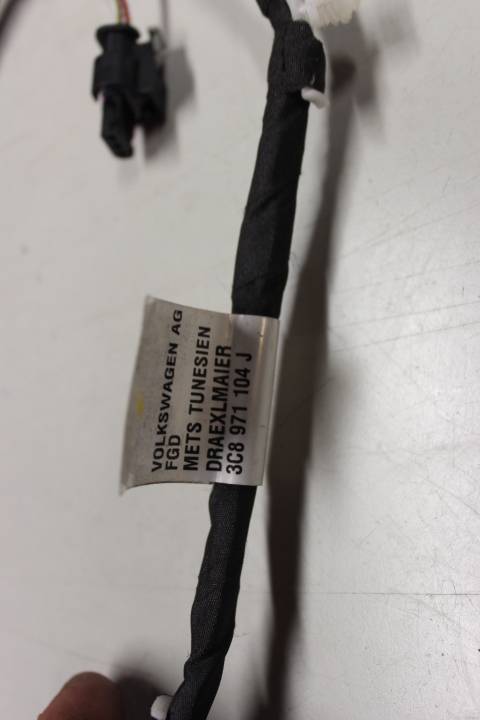 VOLKSWAGEN AG
FGD
METS TUNESIEN
DRAEXLMAIER
3C8 971 104 J